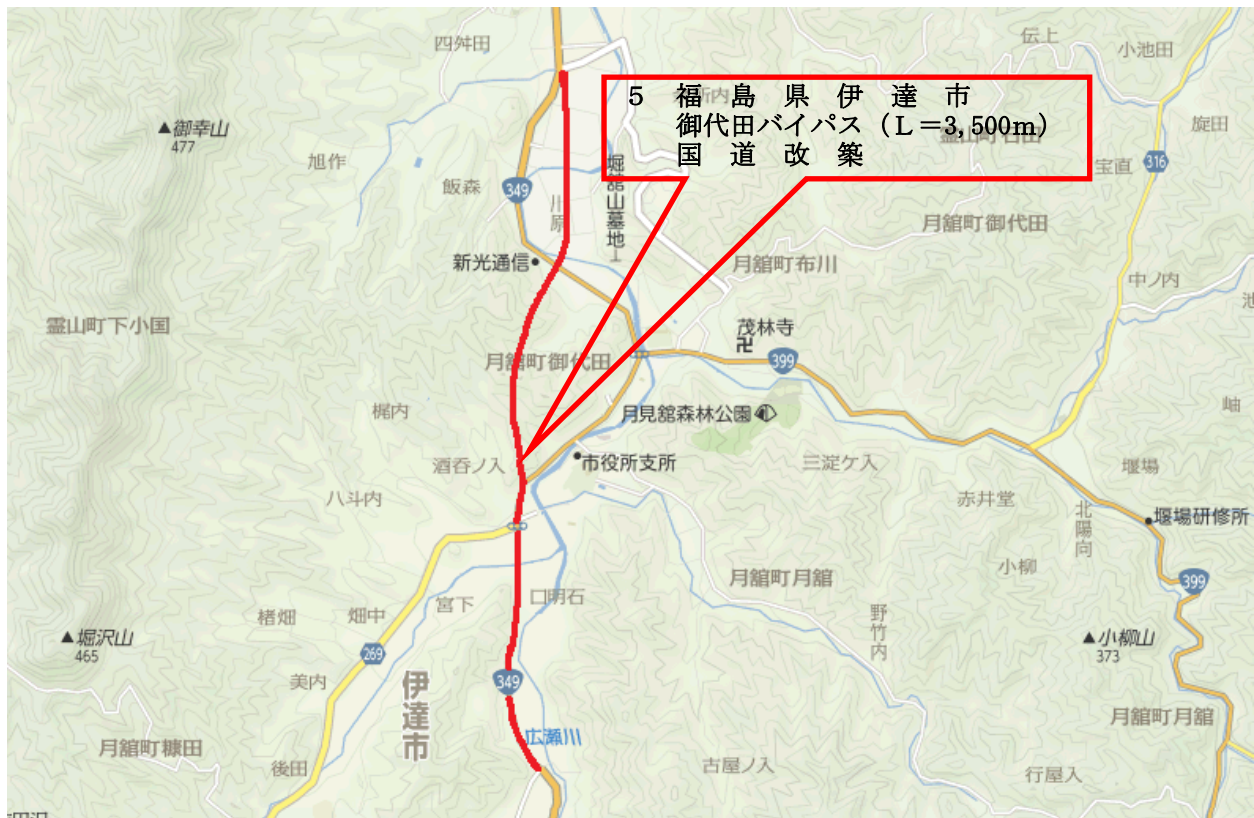 四舛田
伝上
小池田
5 福島県伊達市
御代田バイパス（L＝3,500m）
国道改築
▲御幸山
477
旭作
飯森
349
川原
堀舘山墓地
霊山町石田
旋田
宝直
316
月舘町御代田
新光通信
月舘町布川
中ノ内
霊山町下小国
茂林寺
月舘町御代田
399
梶内
月見舘森林公園
岫
酒呑ノ入
市役所支所
三淀ケ入
堰場
八斗内
赤井堂
北陽向
堰場研修所
小柳
月舘町月舘
399
口明石
宮下
楮畑
畑中
野竹内
▲堀沢山
465
269
▲小柳山
373
美内
349
伊達市
月舘町月舘
広瀬川
月舘町糠田
後田
古屋ノ入
行屋入